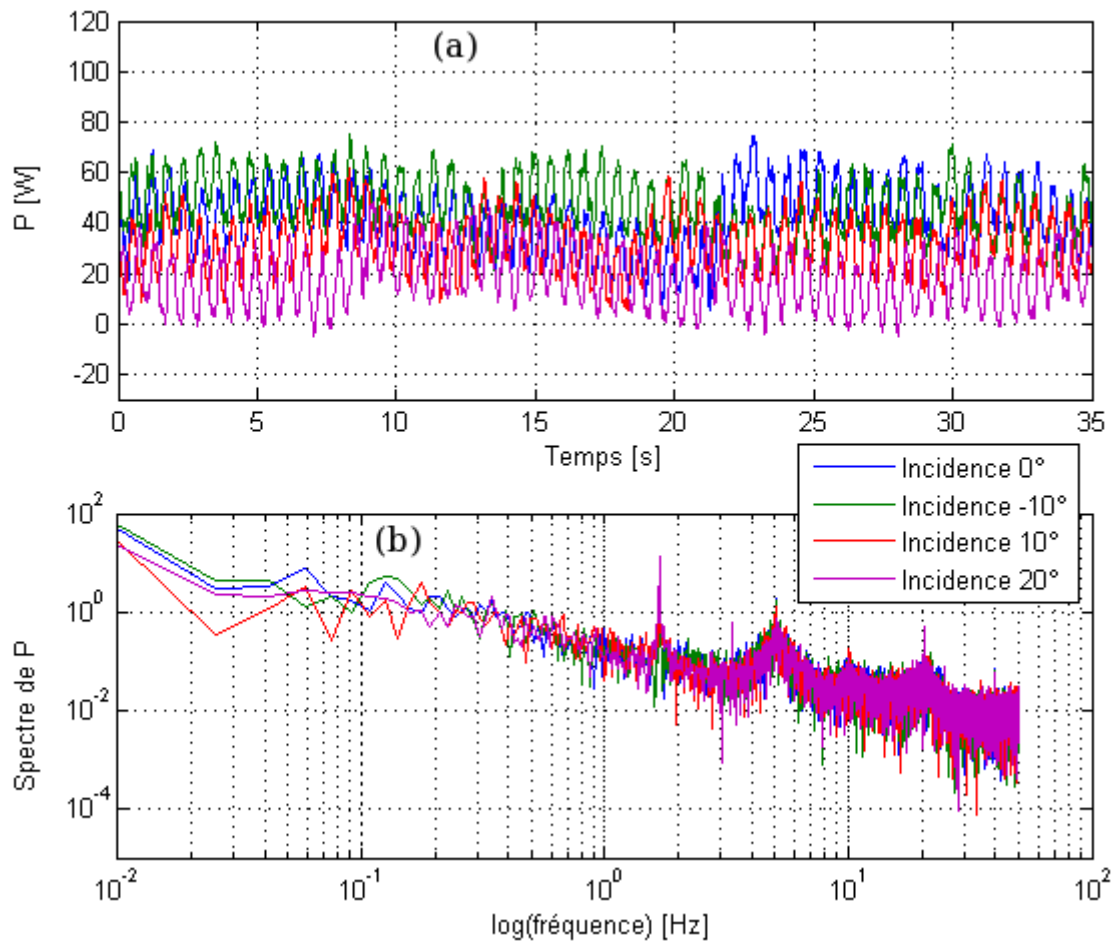 (a)
P [W]
120
100
80
60
40
20
0
-20
0 5 10 15 20 25 30 35
Temps [s]
Incidence 0°
Incidence -10°
Incidence 10°
Incidence 20°
(b)
Spectre de P
10^2
10^0
10^-2
10^-4
10^-2 10^-1 10^0 10^1 10^2
log(fréquence) [Hz]